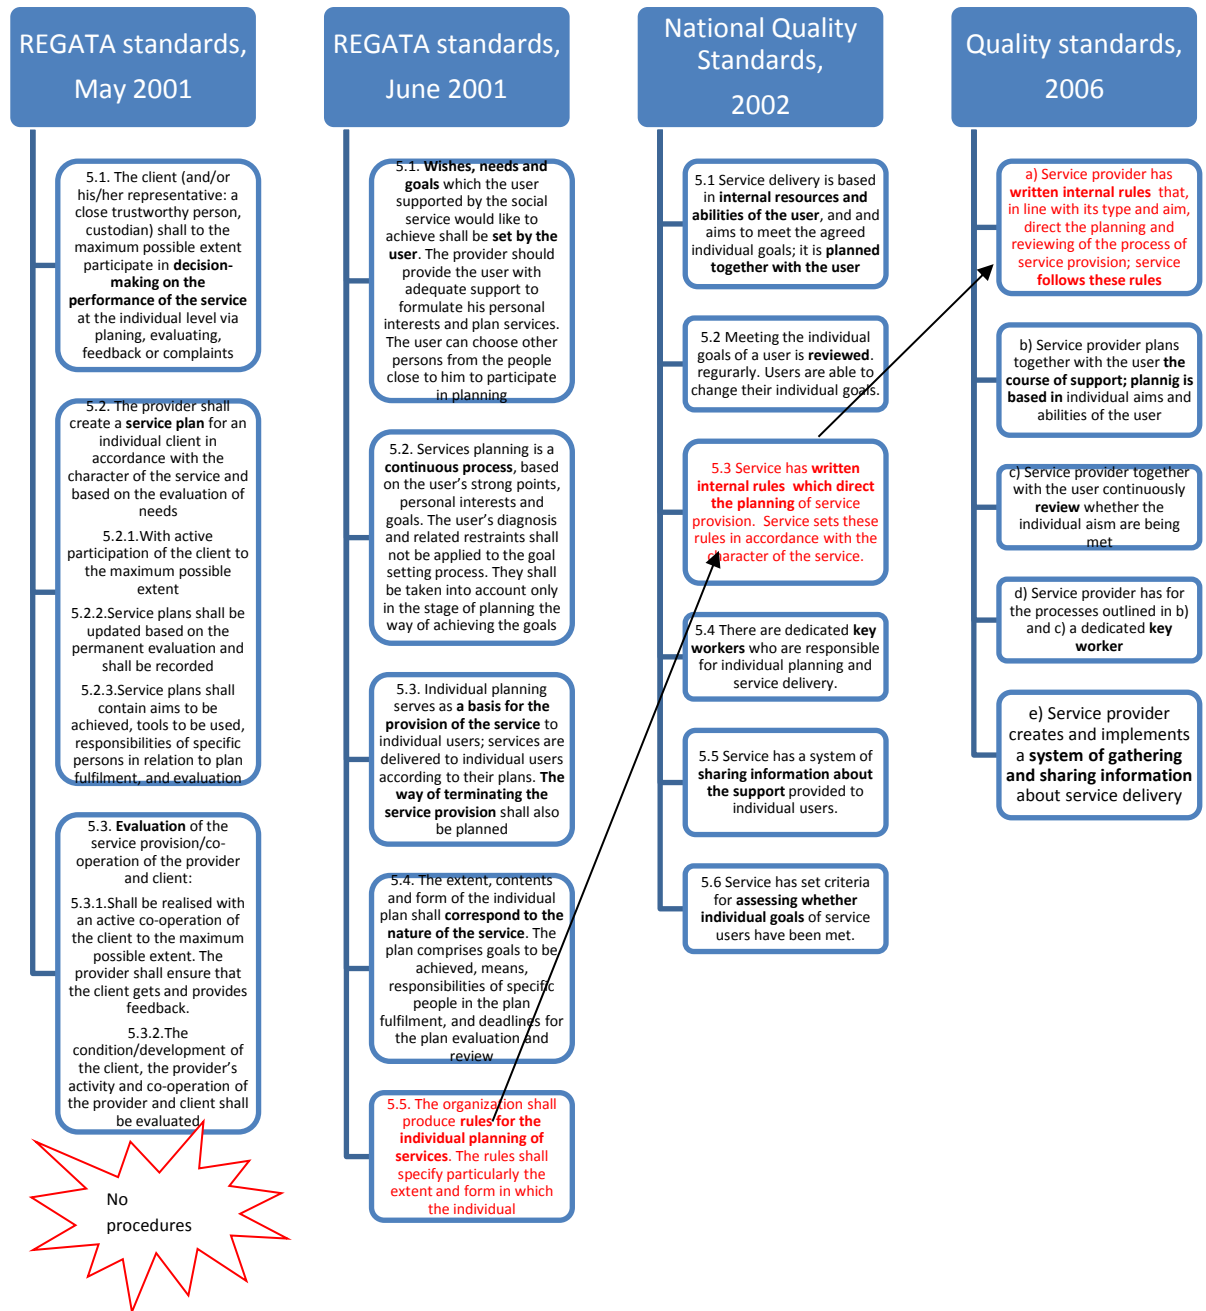 REGATA standards,
May 2001
5.1. The client (and/or
his/her representative: a
close trustworthy person,
custodian) shall to the
maximum possible extent
participate in decision-
making on the
performance of the service
at the individual level via
planing, evaluating,
feedback or complaints
5.2. The provider shall
create a service plan for an
individual client in
accordance with the
character of the service and
based on the evaluation of
needs
5.2.1.With active
participation of the client to
the maximum possible
extent
5.2.2.Service plans shall be
updated based on the
permanent evaluation and
shall be recorded
5.2.3.Service plans shall
contain aims to be
achieved, tools to be used,
responsibilities of specific
persons in relation to plan
fulfilment, and evaluation
5.3. Evaluation of the
service provision/co-
operation of the provider
and client:
5.3.1.Shall be realised with
an active co-operation of
the client to the maximum
possible extent. The
provider shall ensure that
the client gets and provides
feedback.
5.3.2.The
condition/development of
the client, the provider's
activity and co-operation of
the provider and client shall
be evaluated
No
procedures
REGATA standards,
June 2001
5.1. Wishes, needs and
goals which the user
supported by the social
service would like to
achieve shall be set by the
user. The provider should
provide the user with
adequate support to
formulate his personal
interests and plan services.
The user can choose other
persons from the people
close to him to participate
in planning
5.2. Services planning is a
continuous process, based
on the user's strong points,
personal interests and
goals. The user's diagnosis
and related restraints shall
not be applied to the goal
setting process. They shall
be taken into account only
in the stage of planning the
way of achieving the goals
5.3. Individual planning
serves as a basis for the
provision of the service to
individual users; services are
delivered to individual users
according to their plans. The
way of terminating the
service provision shall also
be planned
5.4. The extent, contents
and form of the individual
plan shall correspond to the
nature of the service. The
plan comprises goals to be
achieved, means,
responsibilities of specific
people in the plan
fulfilment, and deadlines for
the plan evaluation and
review
5.5. The organization shall
produce rules for the
individual planning of
services. The rules shall
specify particularly the
extent and form in which
the individual
National Quality
Standards,
2002
5.1 Service delivery is based
in internal resources and
abilities of the user, and and
aims to meet the agreed
individual goals; it is planned
together with the user
5.2 Meeting the individual
goals of a user is reviewed.
regurarly. Users are able to
change their individual goals.
5.3 Service has written
internal rules which direct
the planning of service
provision. Service sets these
rules in accordance with the
character of the service.
5.4 There are dedicated key
workers who are responsible
for individual planning and
service delivery.
5.5 Service has a system of
sharing information about
the support provided to
individual users.
5.6 Service has set criteria
for assessing whether
individual goals of service
users have been met.
Quality standards,
2006
a) Service provider has
written internal rules that,
in line with its type and aim,
direct the planning and
reviewing of the process of
service provision; service
follows these rules
b) Service provider plans
together with the user the
course of support; plannig is
based in individual aims and
abilities of the user
c) Service provider together
with the user continuously
review whether the
individual aism are being
met
d) Service provider has for
the processes outlined in b)
and c) a dedicated key
worker
e) Service provider
creates and implements
a system of gathering
and sharing information
about service delivery